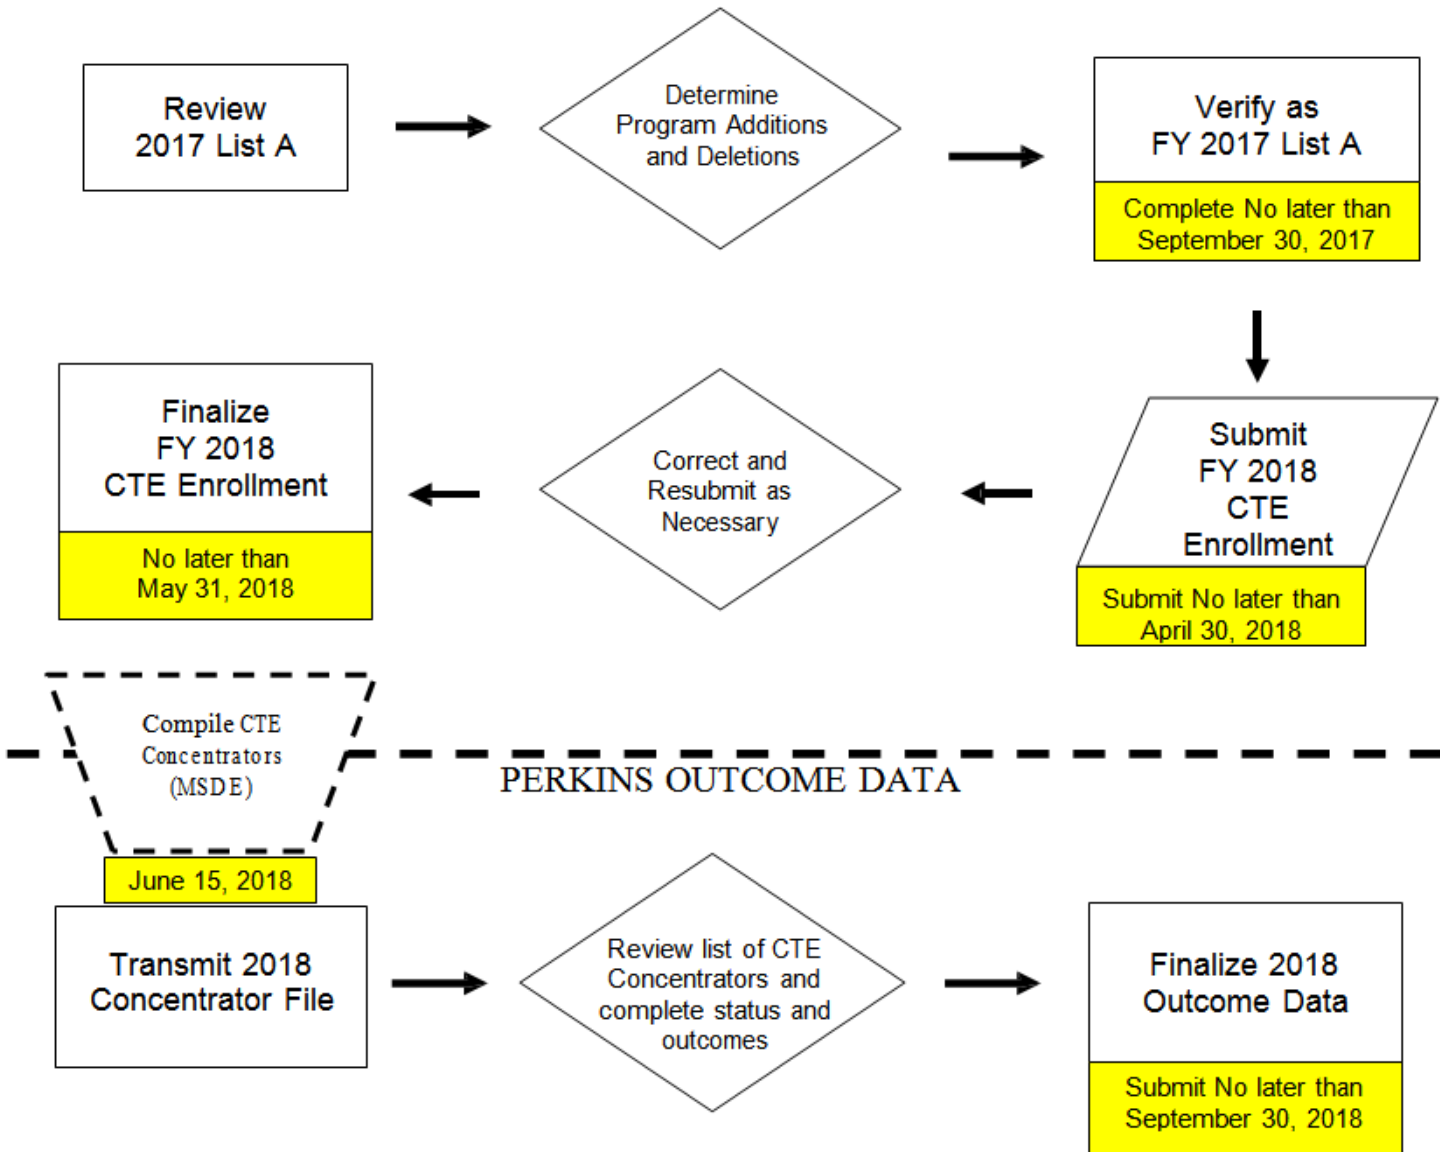 Review
2017 List A
Determine
Program Additions
and Deletions
Verify as
FY 2017 List A
Complete No later than
September 30, 2017
Submit
FY 2018
CTE
Enrollment
Submit No later than
April 30, 2018
Correct and
Resubmit as
Necessary
Finalize
FY 2018
CTE Enrollment
No later than
May 31, 2018
Compile CTE
Concentrators
(MSDE)
PERKINS OUTCOME DATA
June 15, 2018
Transmit 2018
Concentrator File
Review list of CTE
Concentrators and
complete status and
outcomes
Finalize 2018
Outcome Data
Submit No later than
September 30, 2018